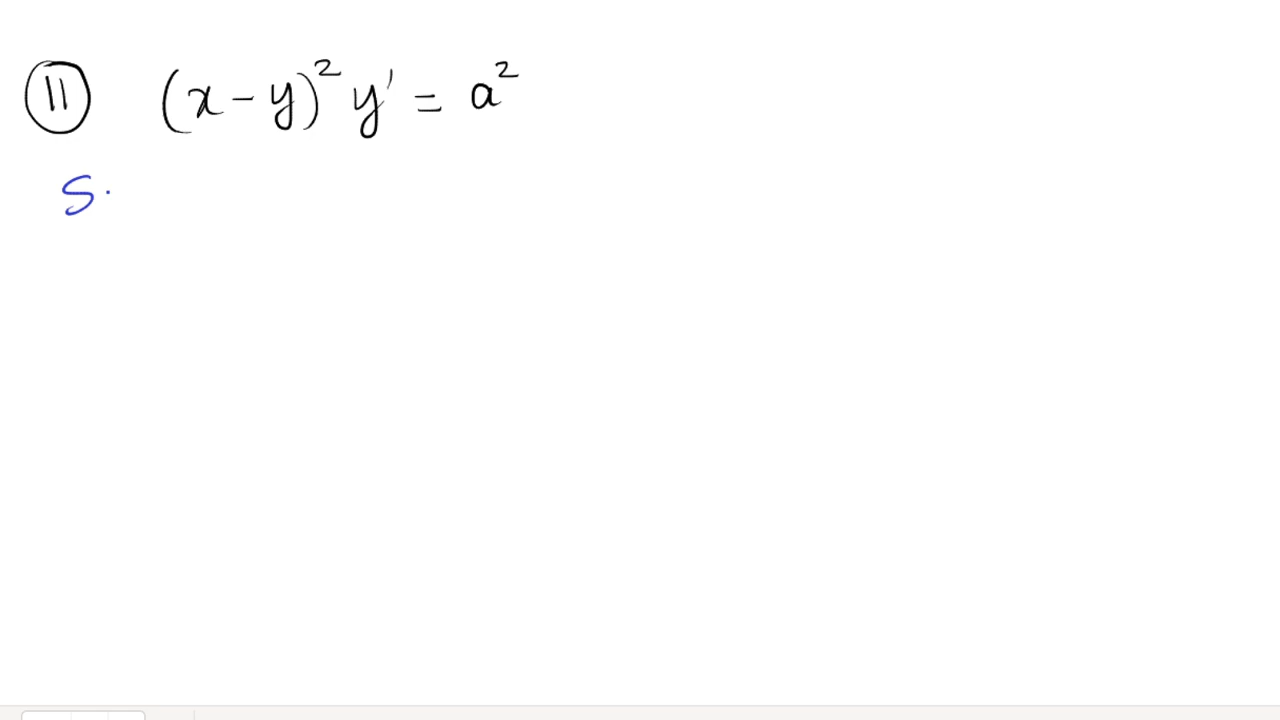 ⑪ (x-y)² y' = a²
S.